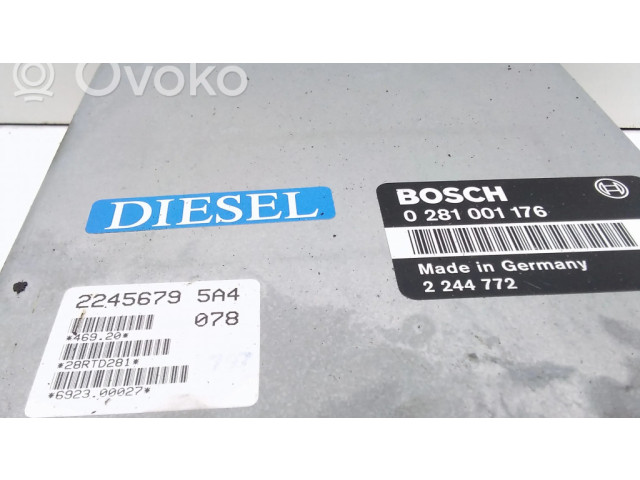 Ovoko
DIESEL
BOSCH
0 281 001 176
Made in Germany
2 244 772
2245679 5A4
078
*469.20*
*28RTD281*
*6923.00027*